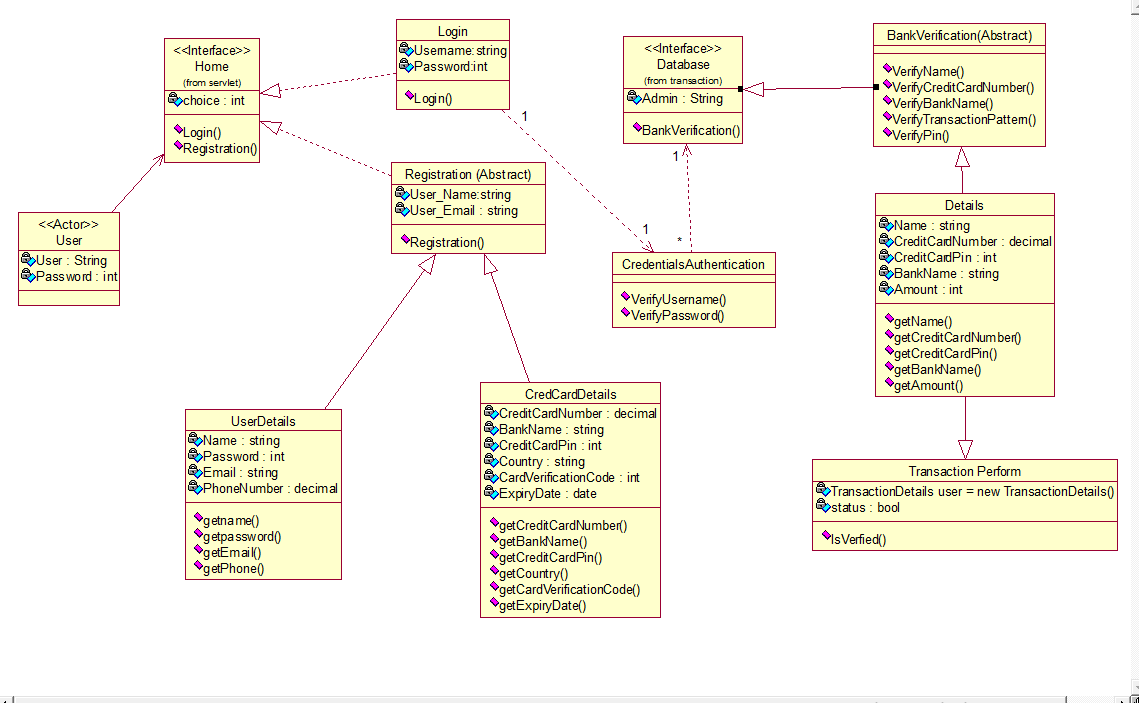 <<Interface>>
Home
(from servlet)
choice : int
Login()
Registration()
Login
Username:string
Password:int
Login()
<<Interface>>
Database
(from transaction)
Admin : String
BankVerification()
BankVerification(Abstract)
VerifyName()
VerifyCreditCardNumber()
VerifyBankName()
VerifyTransactionPattern()
VerifyPin()
1
1
1
*
Registration (Abstract)
User_Name:string
User_Email : string
Registration()
<<Actor>>
User
User : String
Password : int
CredentialsAuthentication
VerifyUsername()
VerifyPassword()
Details
Name : string
CreditCardNumber : decimal
CreditCardPin : int
BankName : string
Amount : int
getName()
getCreditCardNumber()
getCreditCardPin()
getBankName()
getAmount()
UserDetails
Name : string
Password : int
Email : string
PhoneNumber : decimal
getname()
getpassword()
getEmail()
getPhone()
CredCardDetails
CreditCardNumber : decimal
BankName : string
CreditCardPin : int
Country : string
CardVerificationCode : int
ExpiryDate : date
getCreditCardNumber()
getBankName()
getCreditCardPin()
getCountry()
getCardVerificationCode()
getExpiryDate()
Transaction Perform
TransactionDetails user = new TransactionDetails()
status : bool
IsVerfied()